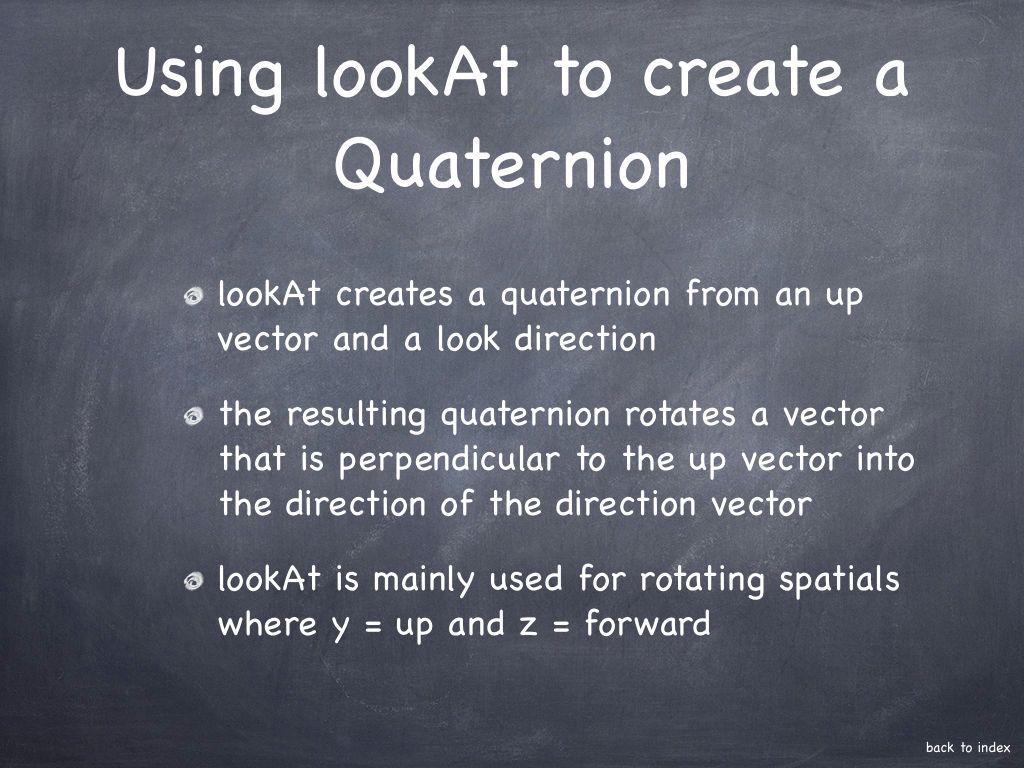 Using lookAt to create a
Quaternion
lookAt creates a quaternion from an up
vector and a look direction
the resulting quaternion rotates a vector
that is perpendicular to the up vector into
the direction of the direction vector
lookAt is mainly used for rotating spatials
where y = up and z = forward
back to index